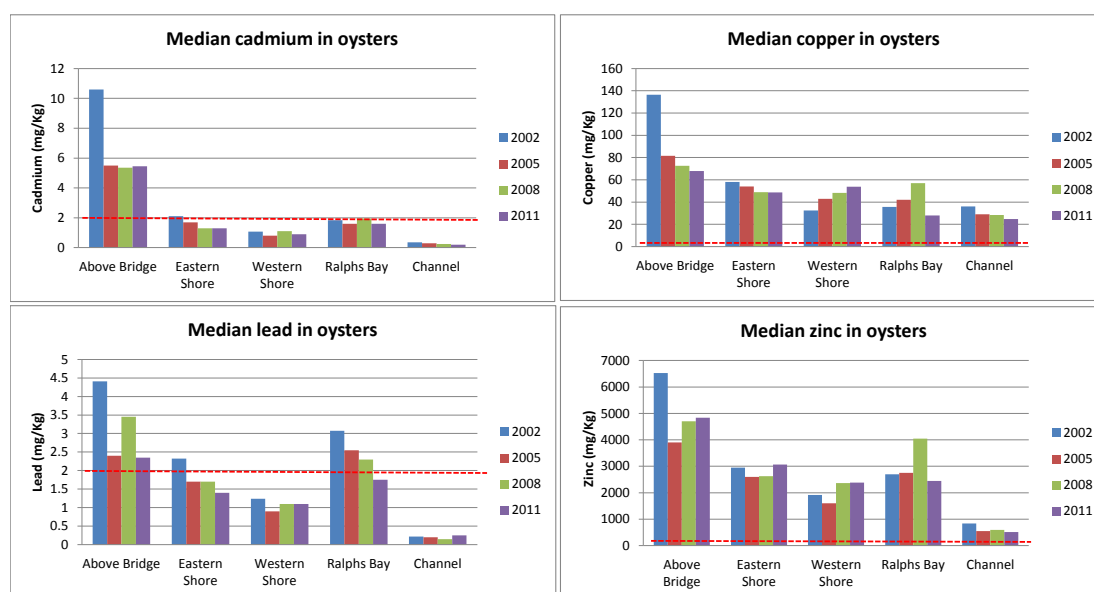 Median cadmium in oysters
Cadmium (mg/Kg)
12
10
8
6
4
2
0
Above Bridge
Eastern
Shore
Western
Shore
Ralphs Bay
Channel
2002
2005
2008
2011
Median copper in oysters
Copper (mg/Kg)
160
140
120
100
80
60
40
20
0
Above Bridge
Eastern
Shore
Western
Shore
Ralphs Bay
Channel
2002
2005
2008
2011
Median lead in oysters
Lead (mg/Kg)
5
4.5
4
3.5
3
2.5
2
1.5
1
0.5
0
Above Bridge
Eastern
Shore
Western
Shore
Ralphs Bay
Channel
2002
2005
2008
2011
Median zinc in oysters
Zinc (mg/Kg)
7000
6000
5000
4000
3000
2000
1000
0
Above
Bridge
Eastern
Shore
Western
Shore
Ralphs Bay
Channel
2002
2005
2008
2011